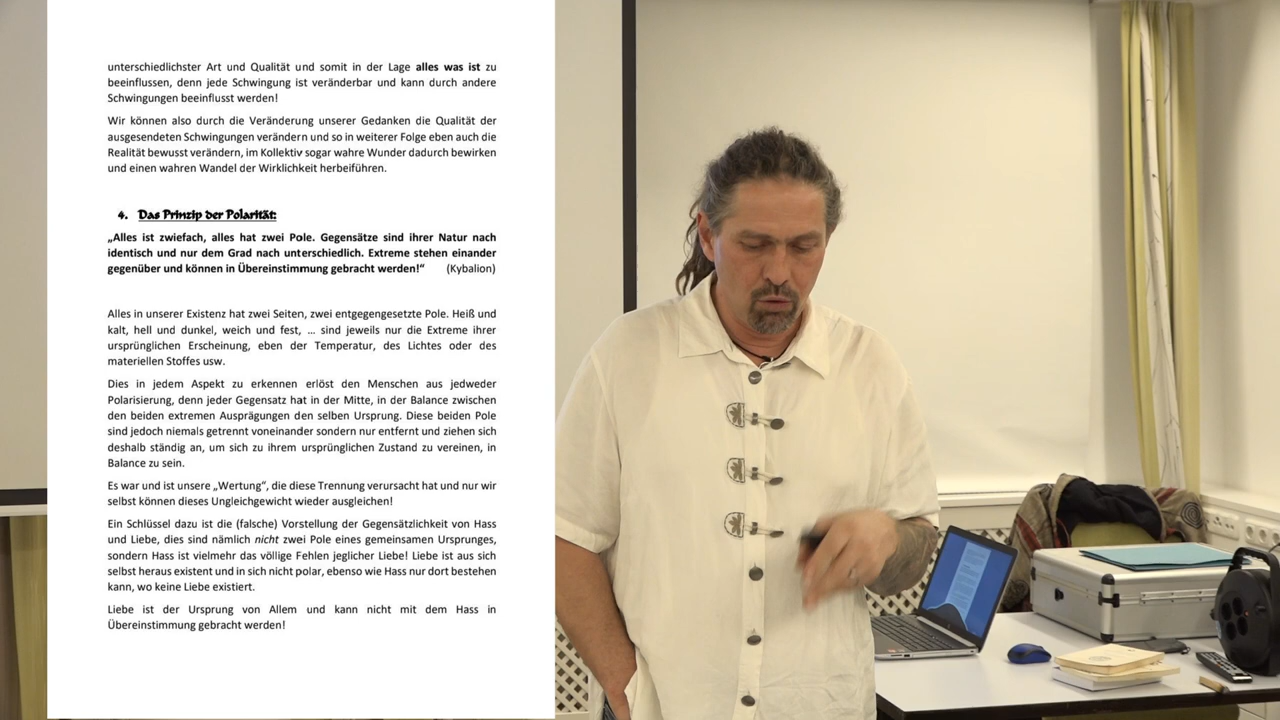 unterschiedlichster Art und Qualität und somit in der Lage alles was ist zu
beeinflussen, denn jede Schwingung ist veränderbar und kann durch andere
Schwingungen beeinflusst werden!
Wir können also durch die Veränderung unserer Gedanken die Qualität der
ausgesendeten Schwingungen verändern und so in weiterer Folge eben auch die
Realität bewusst verändern, im Kollektiv sogar wahre Wunder dadurch bewirken
und einen wahren Wandel der Wirklichkeit herbeiführen.
4. Das Prinzip der Polarität:
„Alles ist zwiefach, alles hat zwei Pole. Gegensätze sind ihrer Natur nach
identisch und nur dem Grad nach unterschiedlich. Extreme stehen einander
gegenüber und können in Übereinstimmung gebracht werden!“ (Kybalion)
Alles in unserer Existenz hat zwei Seiten, zwei entgegengesetzte Pole. Heiß und
kalt, hell und dunkel, weich und fest, … sind jeweils nur die Extreme ihrer
ursprünglichen Erscheinung, eben der Temperatur, des Lichtes oder des
materiellen Stoffes usw.
Dies in jedem Aspekt zu erkennen erlöst den Menschen aus jedweder
Polarisierung, denn jeder Gegensatz hat in der Mitte, in der Balance zwischen
den beiden extremen Ausprägungen den selben Ursprung. Diese beiden Pole
sind jedoch niemals getrennt voneinander sondern nur entfernt und ziehen sich
deshalb ständig an, um sich zu ihrem ursprünglichen Zustand zu vereinen, in
Balance zu sein.
Es war und ist unsere „Wertung“, die diese Trennung verursacht hat und nur wir
selbst können dieses Ungleichgewicht wieder ausgleichen!
Ein Schlüssel dazu ist die (falsche) Vorstellung der Gegensätzlichkeit von Hass
und Liebe, dies sind nämlich nicht zwei Pole eines gemeinsamen Ursprunges,
sondern Hass ist vielmehr das völlige Fehlen jeglicher Liebe! Liebe ist aus sich
selbst heraus existent und in sich nicht polar, ebenso wie Hass nur dort bestehen
kann, wo keine Liebe existiert.
Liebe ist der Ursprung von Allem und kann nicht mit dem Hass in
Übereinstimmung gebracht werden!